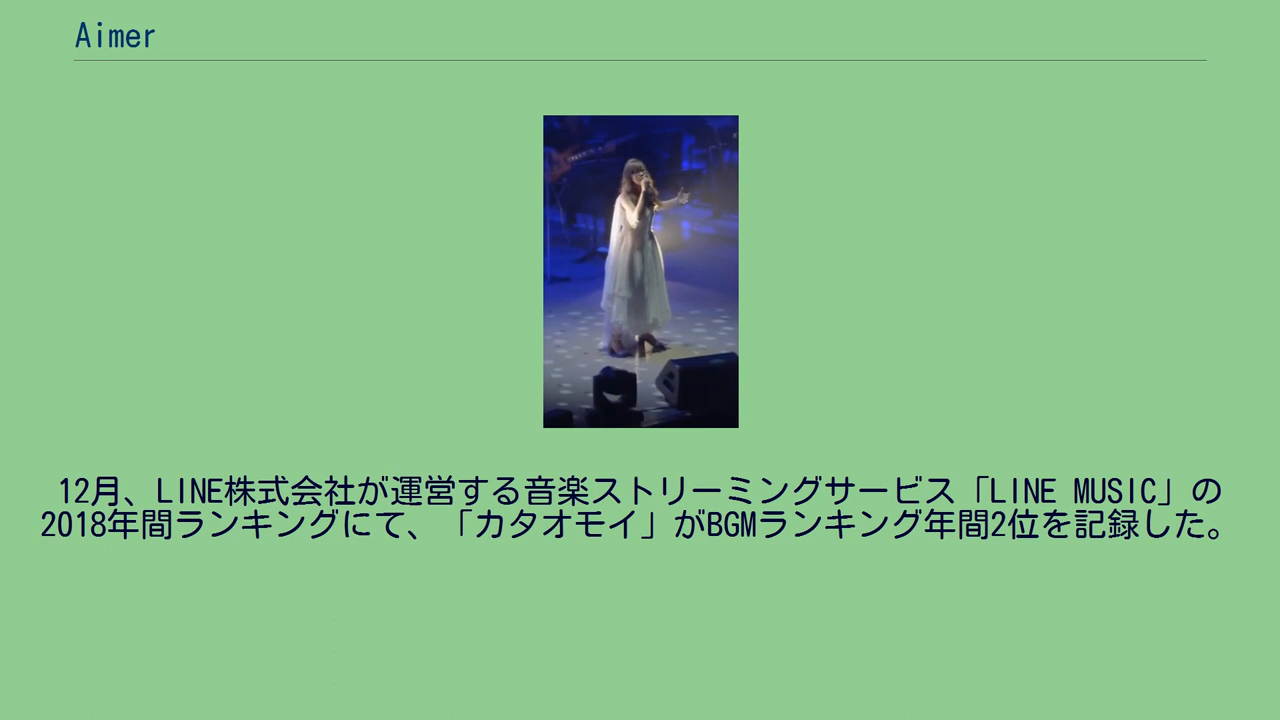 Aimer
12月、LINE株式会社が運営する音楽ストリーミングサービス「LINE MUSIC」の
2018年間ランキングにて、「カタオモイ」がBGMランキング年間2位を記録した。